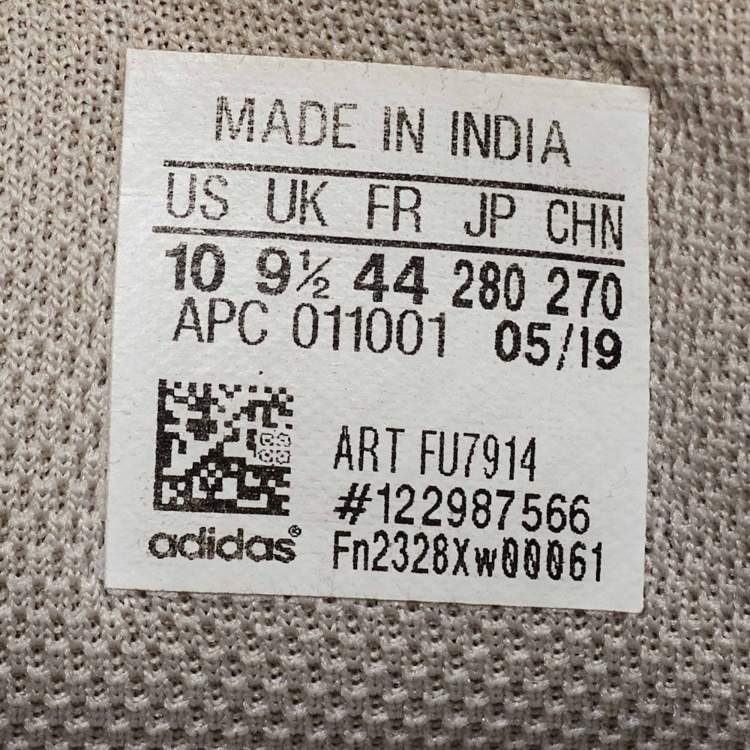 MADE IN INDIA
US UK FR JP CHN
10 9½ 44 280 270
APC 011001 05/19
ART FU7914
#122987566
adidas®
Fn2328Xw00061